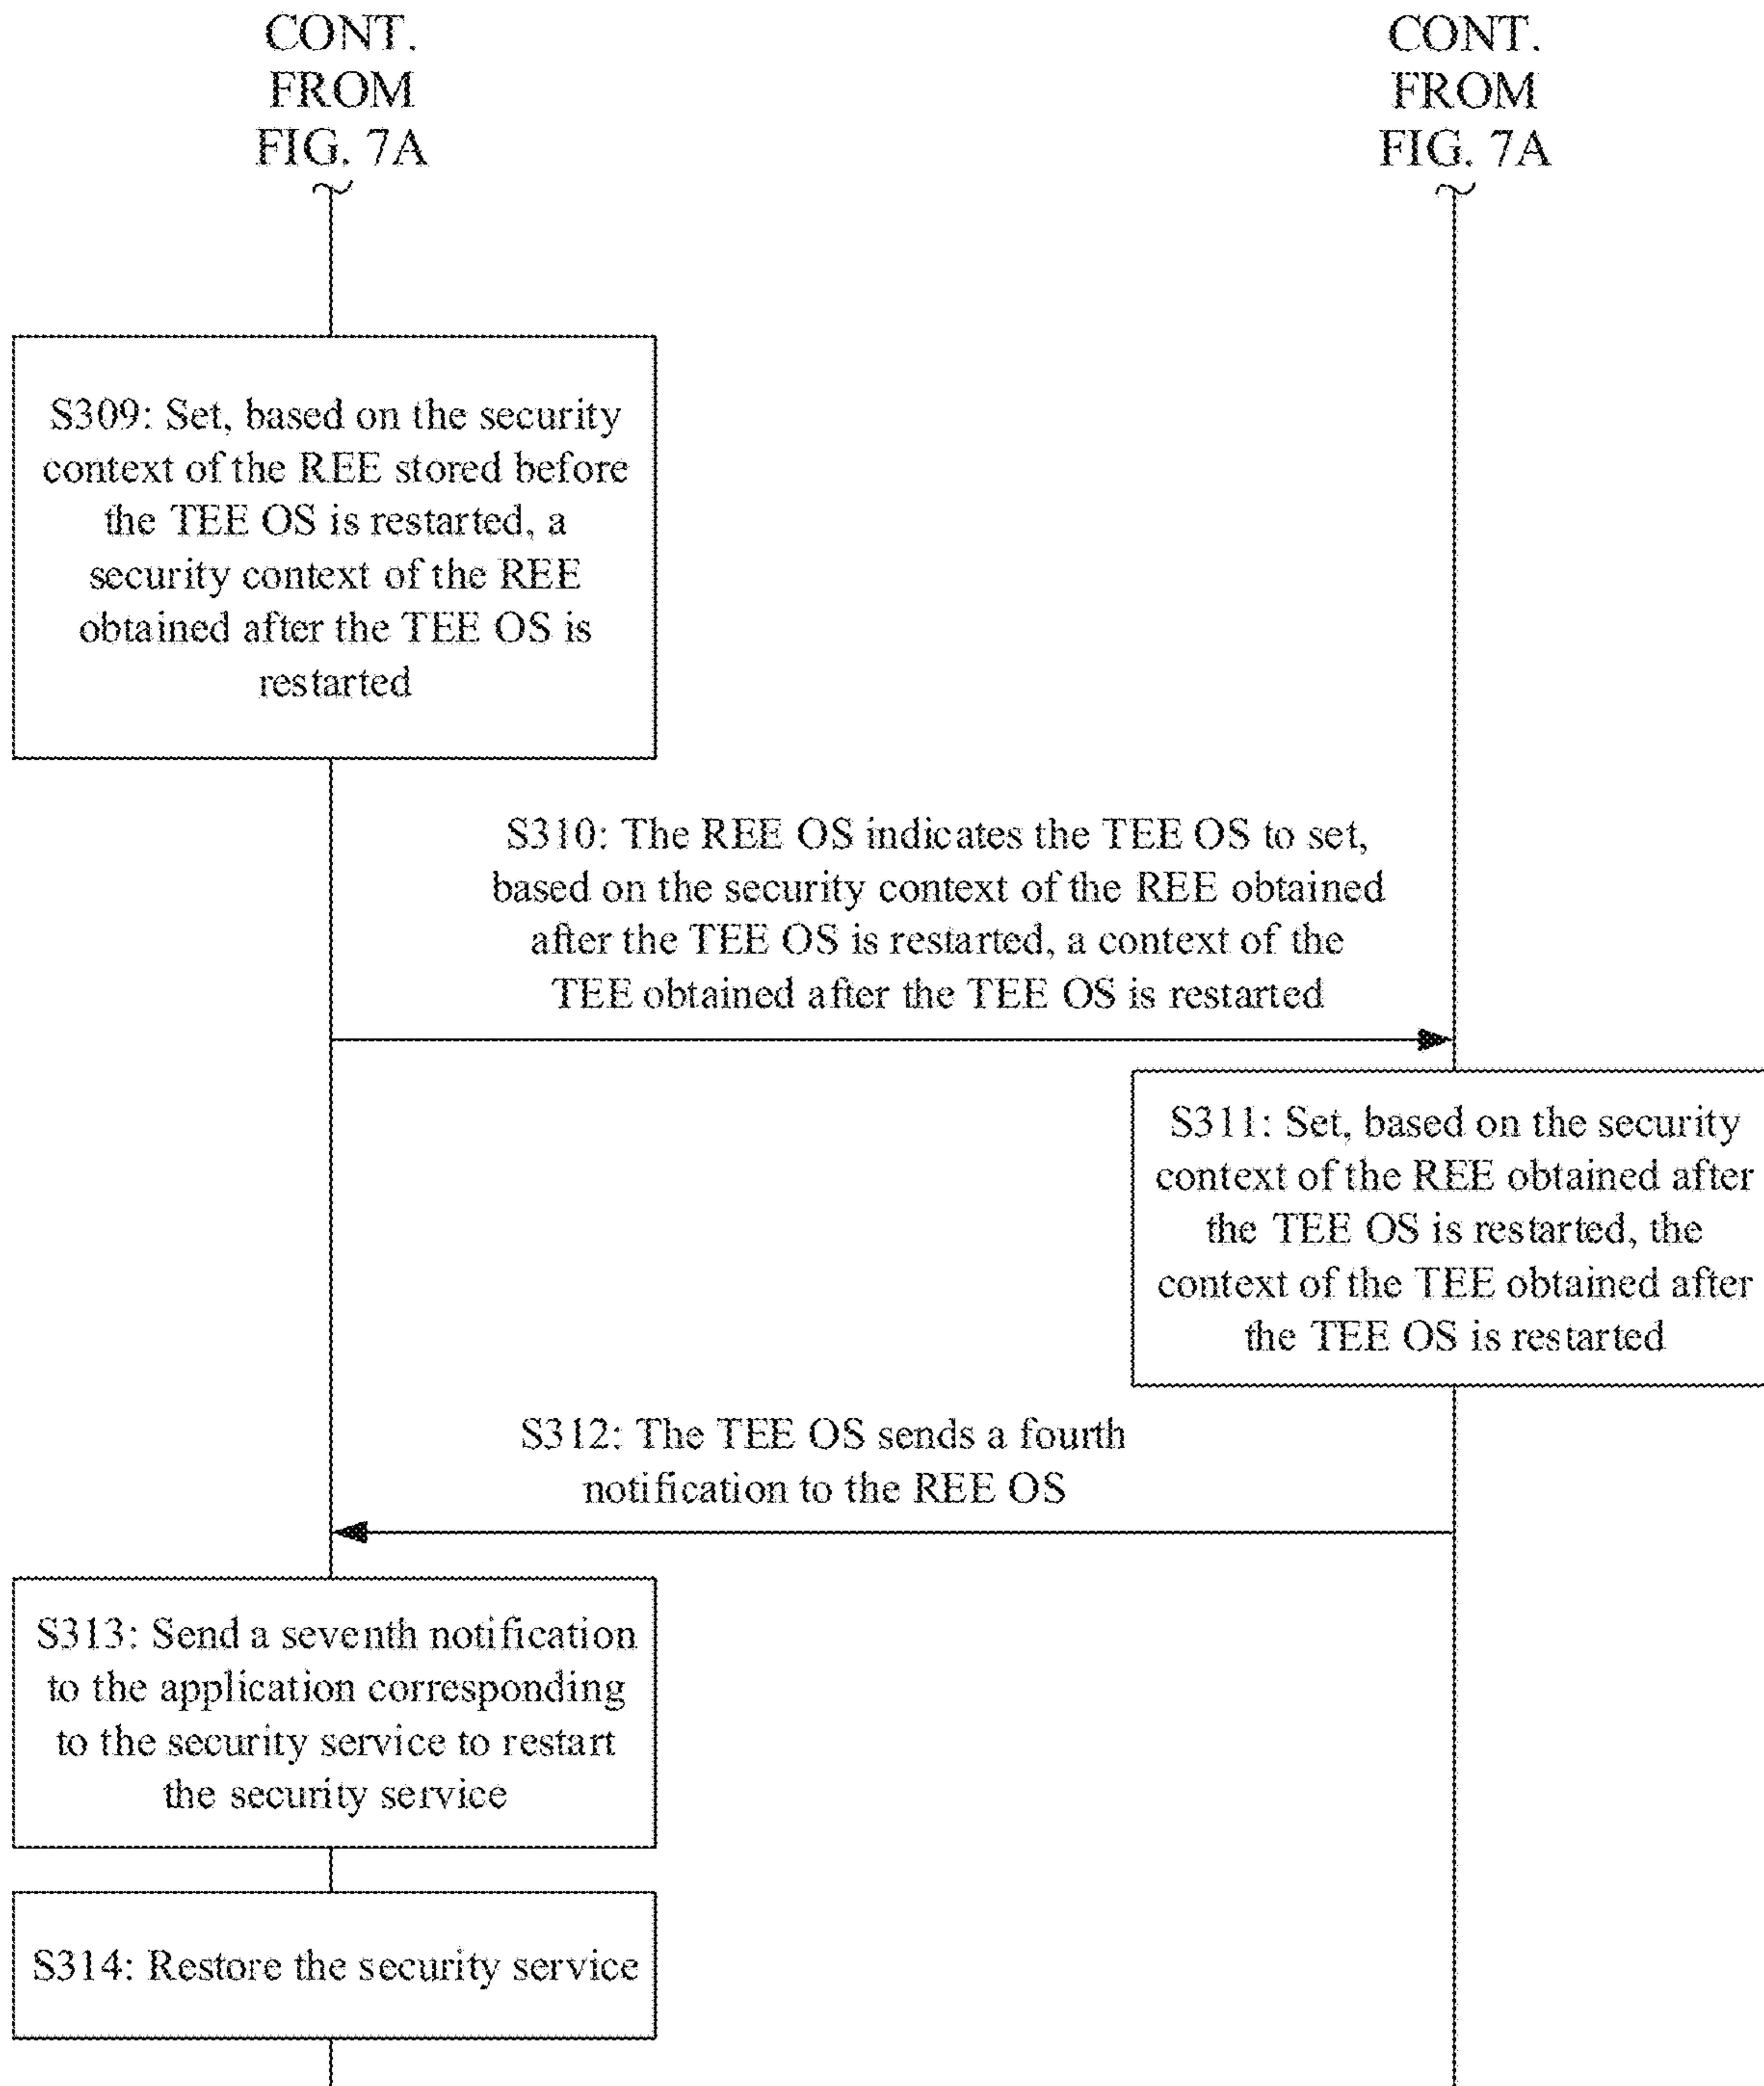 CONT.
FROM
FIG. 7A
CONT.
FROM
FIG. 7A
S309: Set, based on the security
context of the REE stored before
the TEE OS is restarted, a
security context of the REE
obtained after the TEE OS is
restarted
S310: The REE OS indicates the TEE OS to set,
based on the security context of the REE obtained
after the TEE OS is restarted, a context of the
TEE obtained after the TEE OS is restarted
S311: Set, based on the security
context of the REE obtained after
the TEE OS is restarted, the
context of the TEE obtained after
the TEE OS is restarted
S312: The TEE OS sends a fourth
notification to the REE OS
S313: Send a seventh notification
to the application corresponding
to the security service to restart
the security service
S314: Restore the security service